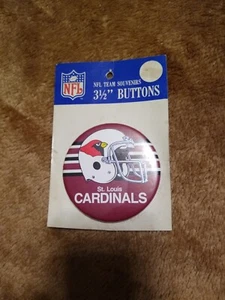 NFL
NFL TEAM SOUVENIRS
3½" BUTTONS
St. Louis
CARDINALS